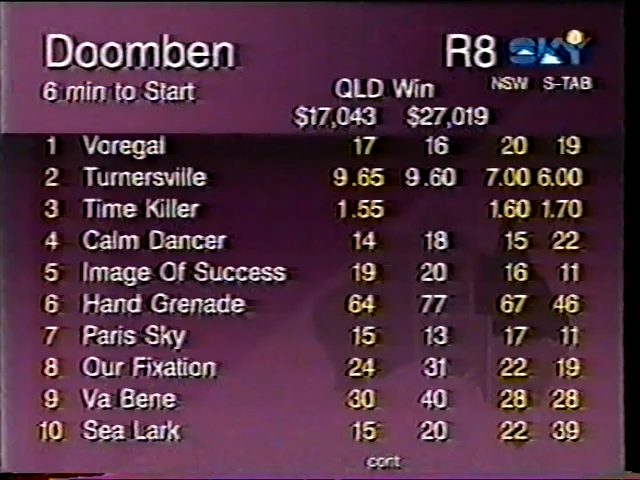 Doomben R8 SKY
6 min to Start QLD Win NSW S-TAB
$17,043 $27,019
1 Voregal 17 16 20 19
2 Turnersville 9.65 9.60 7.00 6.00
3 Time Killer 1.55 1.60 1.70
4 Calm Dancer 14 18 15 22
5 Image Of Success 19 20 16 11
6 Hand Grenade 64 77 67 46
7 Paris Sky 15 13 17 11
8 Our Fixation 24 31 22 19
9 Va Bene 30 40 28 28
10 Sea Lark 15 20 22 39
cont